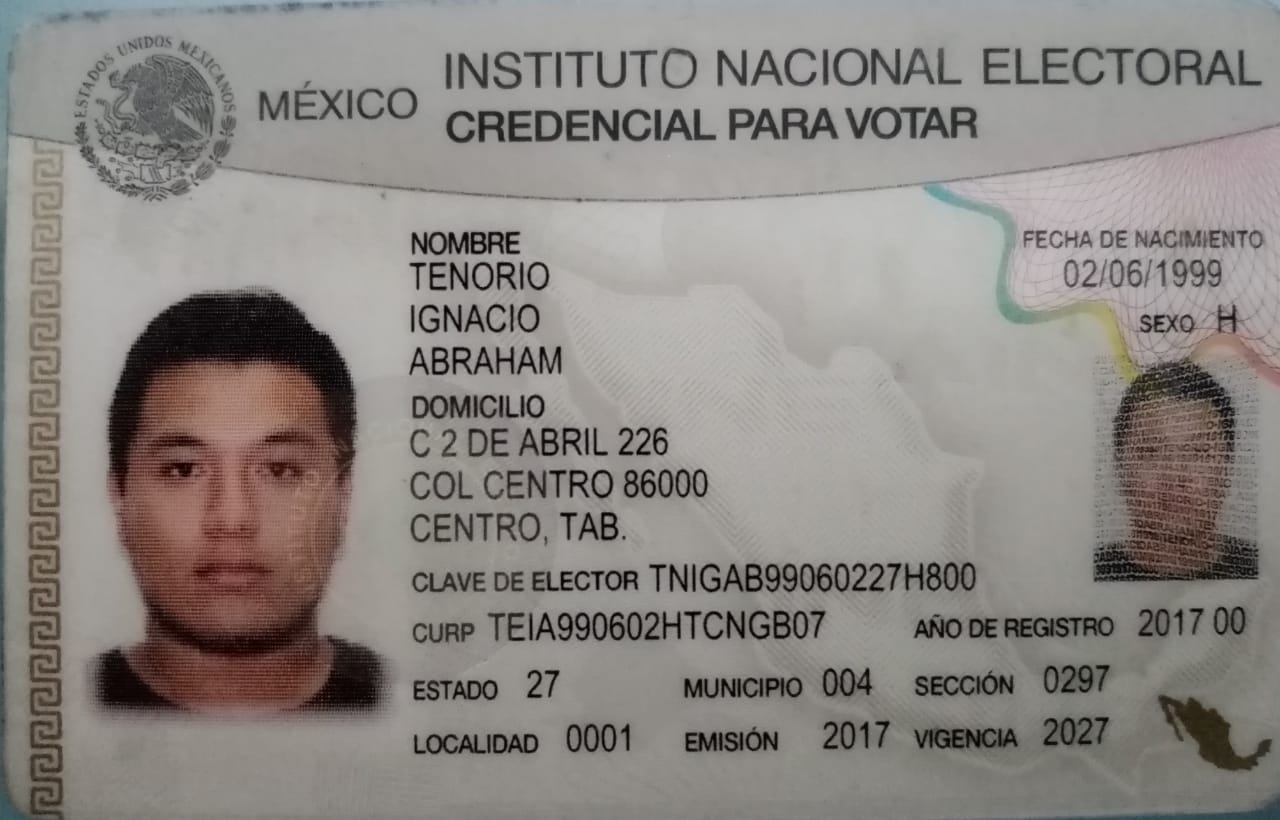 ESTADOS UNIDOS MEXICANOS
MÉXICO
INSTITUTO NACIONAL ELECTORAL
CREDENCIAL PARA VOTAR
NOMBRE
TENORIO
IGNACIO
ABRAHAM
FECHA DE NACIMIENTO
02/06/1999
SEXO H
DOMICILIO
C 2 DE ABRIL 226
COL CENTRO 86000
CENTRO, TAB.
CLAVE DE ELECTOR TNIGAB99060227H800
CURP TEIA990602HTCNGB07 AÑO DE REGISTRO 2017 00
ESTADO 27 MUNICIPIO 004 SECCIÓN 0297
LOCALIDAD 0001 EMISIÓN 2017 VIGENCIA 2027